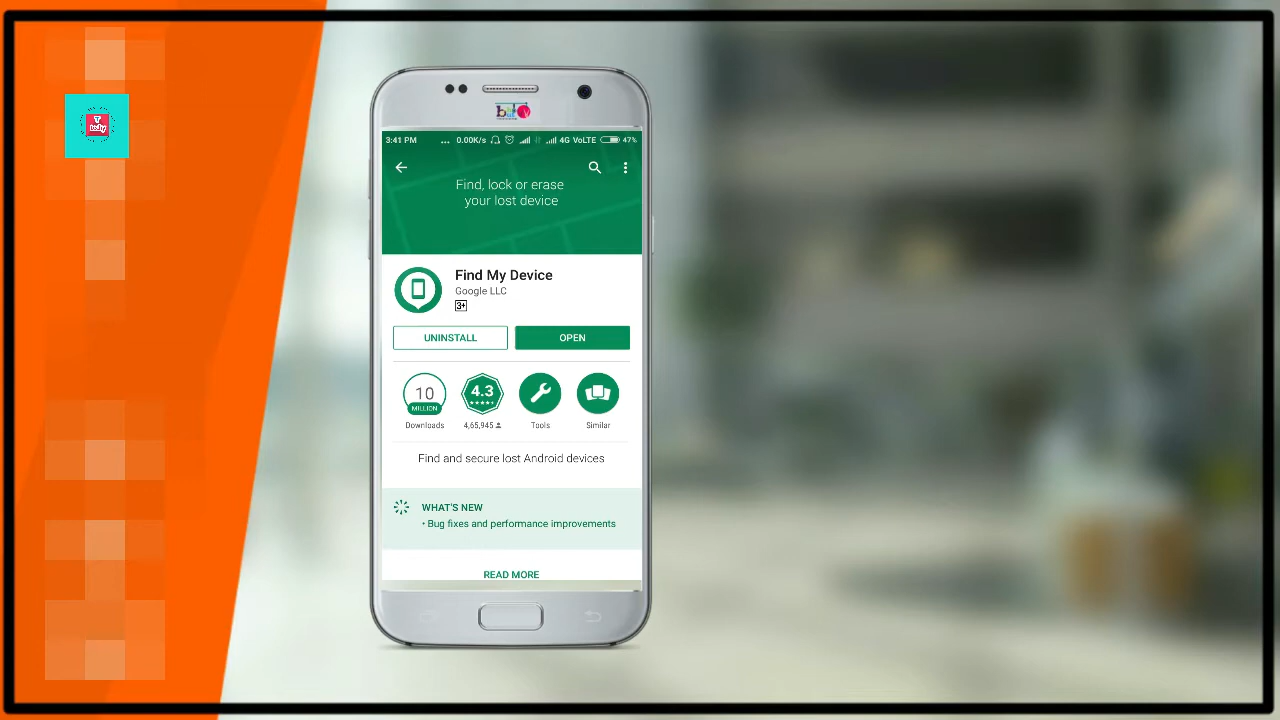 3:41 PM ... 0.00K/s 4G VoLTE 47%
Find, lock or erase
your lost device
Find My Device
Google LLC
3+
UNINSTALL OPEN
10
MILLION
4.3
Downloads 4,65,945 Tools Similar
Find and secure lost Android devices
WHAT'S NEW
• Bug fixes and performance improvements
READ MORE